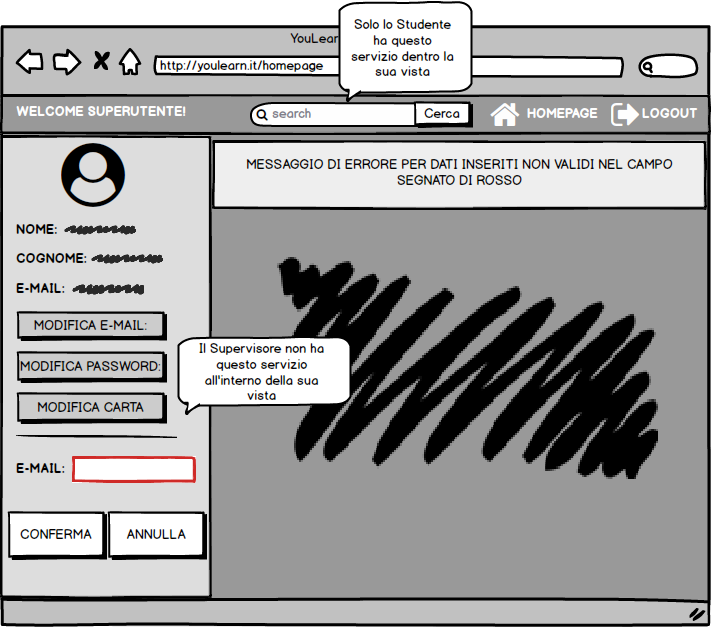 YouLear
Solo lo Studente
ha questo
servizio dentro la
sua vista
http://youlearn.it/homepage
WELCOME SUPERUTENTE!
search
Cerca
HOMEPAGE
LOGOUT
MESSAGGIO DI ERRORE PER DATI INSERITI NON VALIDI NEL CAMPO
SEGNATO DI ROSSO
NOME:
COGNOME:
E-MAIL:
MODIFICA E-MAIL:
MODIFICA PASSWORD:
MODIFICA CARTA
Il Supervisore non ha
questo servizio
all'interno della sua
vista
E-MAIL:
CONFERMA
ANNULLA